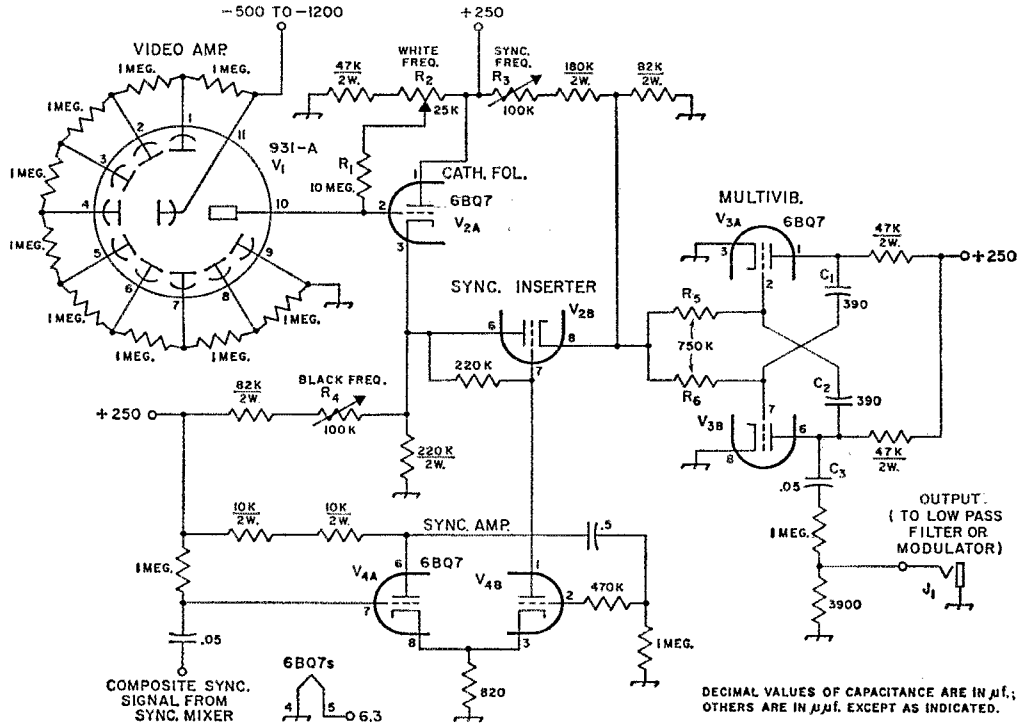 -500 TO -1200
+250
VIDEO AMP.
1 MEG.
1 MEG.
1 MEG.
1 MEG.
1 MEG.
1 MEG.
1 MEG.
1 MEG.
1 MEG.
1
2
3
4
5
6
7
8
9
10
11
931-A
V1
47K
2W.
WHITE
FREQ.
R2
25K
SYNC.
FREQ.
R3
100K
180K
2W.
82K
2W.
R1
10 MEG.
CATH. FOL.
1
2
3
6BQ7
V2A
SYNC. INSERTER
V2B
6
7
8
220K
MULTIVIB.
V3A
6BQ7
3
1
2
47K
2W.
+250
C1
390
R5
750K
R6
C2
390
V3B
7
6
8
47K
2W.
C3
.05
1 MEG.
3900
OUTPUT.
(TO LOW PASS
FILTER OR
MODULATOR)
J1
+250
82K
2W.
BLACK FREQ.
R4
100K
220K
2W.
10K
2W.
10K
2W.
SYNC. AMP.
.5
1 MEG.
V4A
6BQ7
6
7
8
V4B
1
2
3
470K
1 MEG.
820
.05
COMPOSITE SYNC.
SIGNAL FROM
SYNC. MIXER
6BQ7s
4
5
6.3
DECIMAL VALUES OF CAPACITANCE ARE IN µf.;
OTHERS ARE IN µµf. EXCEPT AS INDICATED.